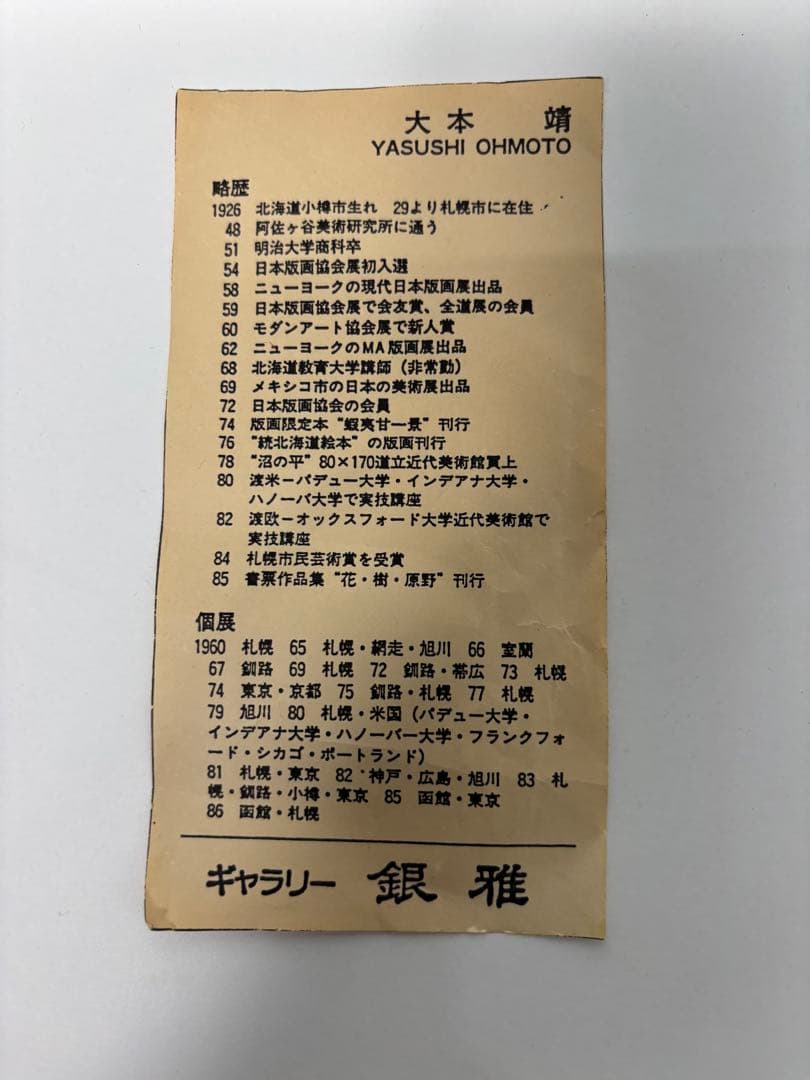 大本 靖
YASUSHI OHMOTO
略歴
1926 北海道小樽市生れ 29より札幌市に在住
48 阿佐ヶ谷美術研究所に通う
51 明治大学商科卒
54 日本版画協会展初入選
58 ニューヨークの現代日本版画展出品
59 日本版画協会展で会友賞、全道展の会員
60 モダンアート協会展で新人賞
62 ニューヨークのMA版画展出品
68 北海道教育大学講師(非常勤)
69 メキシコ市の日本の美術展出品
72 日本版画協会の会員
74 版画限定本“蝦夷廿一景”刊行
76 “続北海道絵本”の版画刊行
78 “沼の平”80×170道立近代美術館買上
80 渡米−パデュー大学・インデアナ大学・
ハノーバ大学で実技講座
82 渡欧−オックスフォード大学近代美術館で
実技講座
84 札幌市民芸術賞を受賞
85 書票作品集“花・樹・原野”刊行
個展
1960 札幌 65 札幌・網走・旭川 66 室蘭
67 釧路 69 札幌 72 釧路・帯広 73 札幌
74 東京・京都 75 釧路・札幌 77 札幌
79 旭川 80 札幌・米国(パデュー大学・
インデアナ大学・ハノーバー大学・フランクフォ
ード・シカゴ・ポートランド)
81 札幌・東京 82 神戸・広島・旭川 83 札
幌・釧路・小樽・東京 85 函館・東京
86 函館・札幌
ギャラリー 銀雅